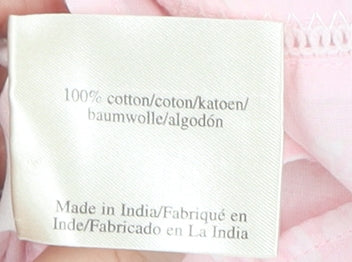 100% cotton/coton/katoen/
baumwolle/algodón
Made in India/Fabriqué en
Inde/Fabricado en La India